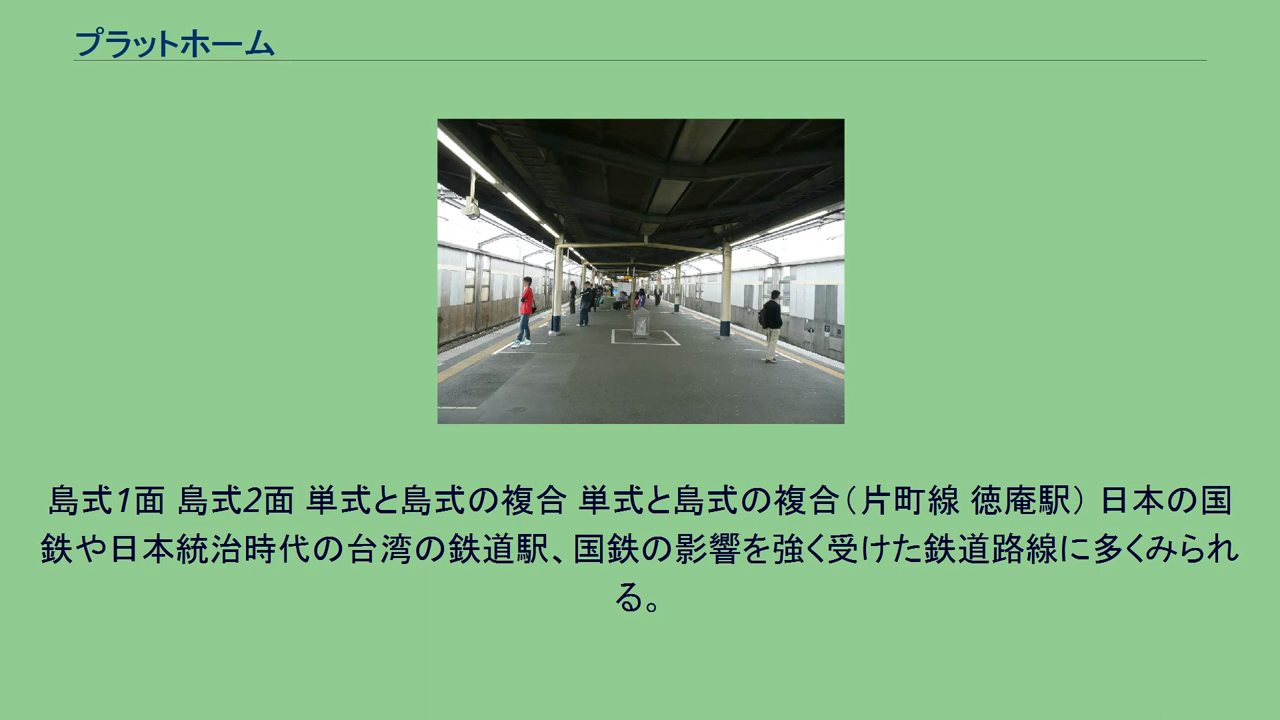 プラットホーム
島式1面 島式2面 単式と島式の複合 単式と島式の複合（片町線 徳庵駅） 日本の国
鉄や日本統治時代の台湾の鉄道駅、国鉄の影響を強く受けた鉄道路線に多くみられ
る。